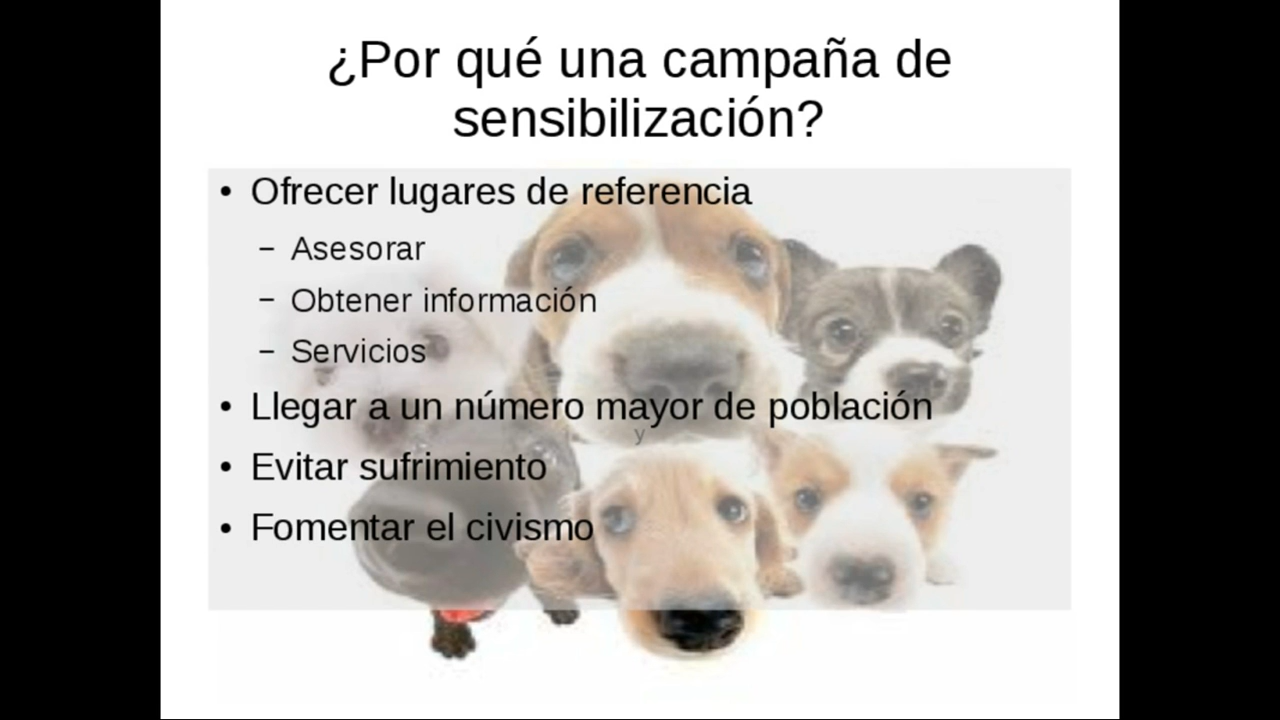 ¿Por qué una campaña de
sensibilización?
• Ofrecer lugares de referencia
– Asesorar
– Obtener información
– Servicios
• Llegar a un número mayor de población
y
• Evitar sufrimiento
• Fomentar el civismo